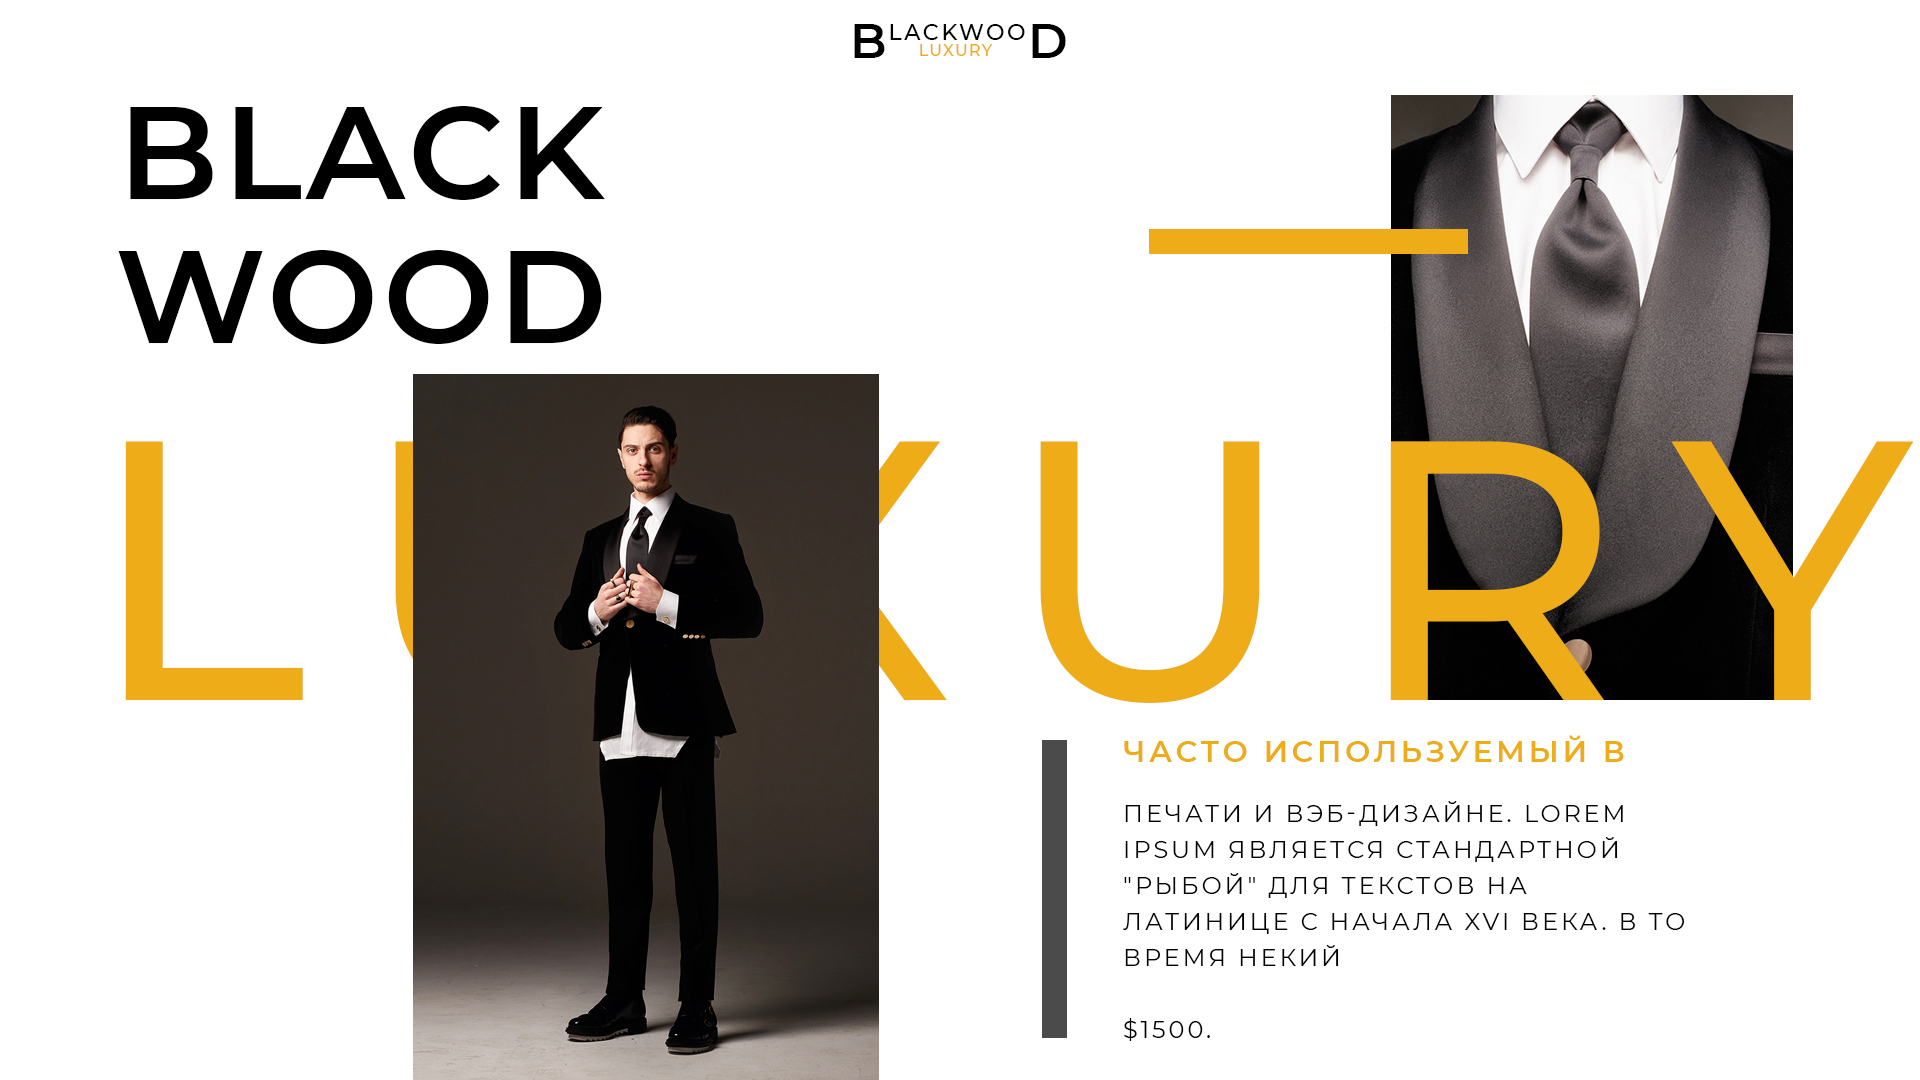 BLACKWOOD
LUXURY
BLACK
WOOD
LUXURY
ЧАСТО ИСПОЛЬЗУЕМЫЙ В
ПЕЧАТИ И ВЭБ-ДИЗАЙНЕ. LOREM
IPSUM ЯВЛЯЕТСЯ СТАНДАРТНОЙ
"РЫБОЙ" ДЛЯ ТЕКСТОВ НА
ЛАТИНИЦЕ С НАЧАЛА XVI ВЕКА. В ТО
ВРЕМЯ НЕКИЙ
$1500.